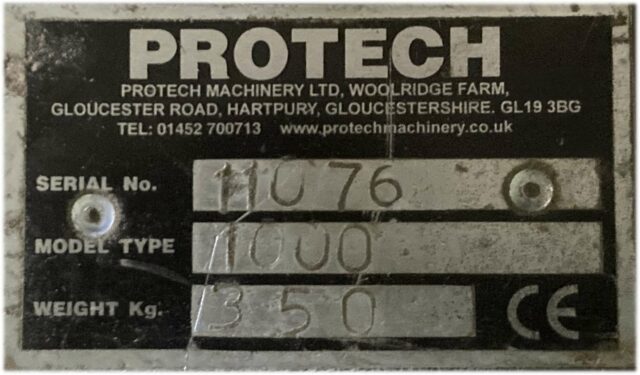 PROTECH
PROTECH MACHINERY LTD, WOOLRIDGE FARM,
GLOUCESTER ROAD, HARTPURY, GLOUCESTERSHIRE. GL19 3BG
TEL: 01452 700713 www.protechmachinery.co.uk
SERIAL No. 11076
MODEL TYPE 1000
WEIGHT Kg. 350 CE